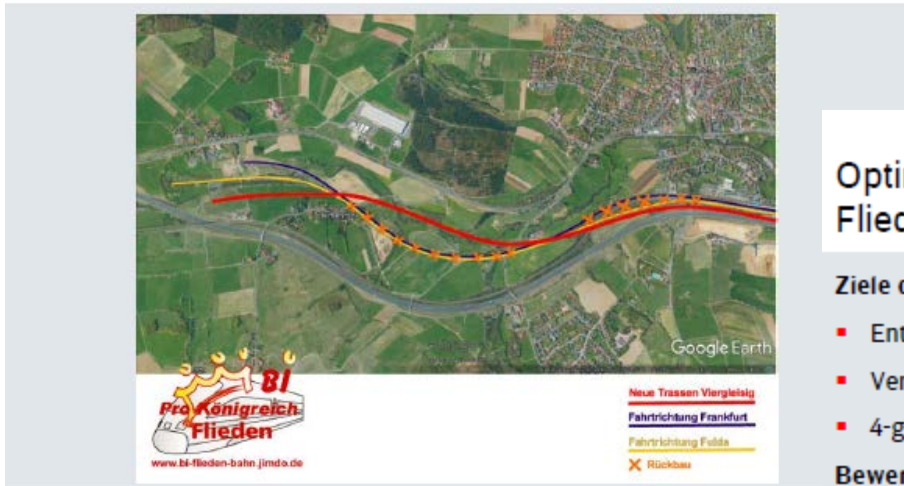 Google Earth
BI
Pro Königreich
Flieden
www.bi-flieden-bahn.jimdo.de
Neue Trassen Viergleisig
Fahrtrichtung Frankfurt
Fahrtrichtung Fulda
Rückbau
Opti
Flied
Ziele
Ent
Ver
4-g
Bewer